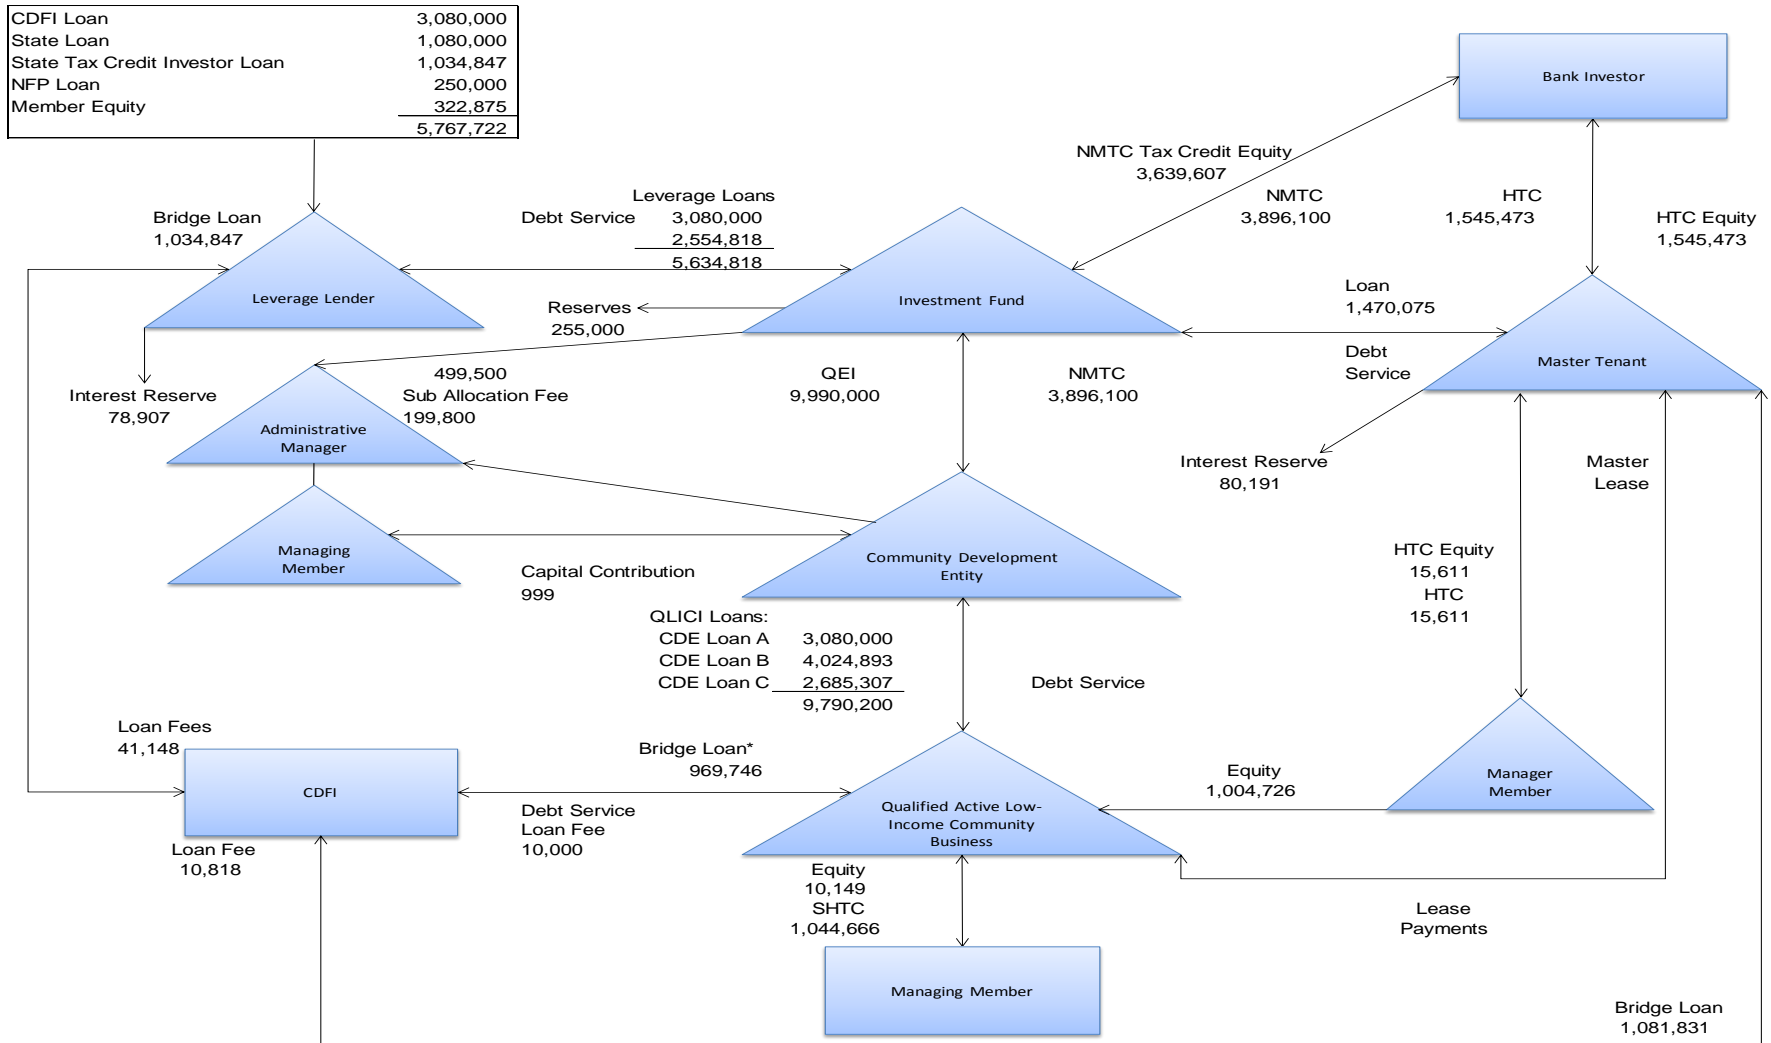 CDFI Loan 3,080,000
State Loan 1,080,000
State Tax Credit Investor Loan 1,034,847
NFP Loan 250,000
Member Equity 322,875
5,767,722
Bank Investor
NMTC Tax Credit Equity
3,639,607
NMTC
3,896,100
HTC
1,545,473
HTC Equity
1,545,473
Bridge Loan
1,034,847
Leverage Loans
Debt Service 3,080,000
2,554,818
5,634,818
Leverage Lender
Investment Fund
Reserves
255,000
Loan
1,470,075
Debt
Service
Master Tenant
Interest Reserve
78,907
499,500
Sub Allocation Fee
199,800
QEI
9,990,000
NMTC
3,896,100
Administrative
Manager
Interest Reserve
80,191
Master
Lease
Managing
Member
Community Development
Entity
Capital Contribution
999
HTC Equity
15,611
HTC
15,611
QLICI Loans:
CDE Loan A 3,080,000
CDE Loan B 4,024,893
CDE Loan C 2,685,307
9,790,200
Debt Service
Loan Fees
41,148
CDFI
Bridge Loan*
969,746
Debt Service
Loan Fee
10,000
Equity
1,004,726
Manager
Member
Qualified Active Low-
Income Community
Business
Loan Fee
10,818
Equity
10,149
SHTC
1,044,666
Lease
Payments
Managing Member
Bridge Loan
1,081,831